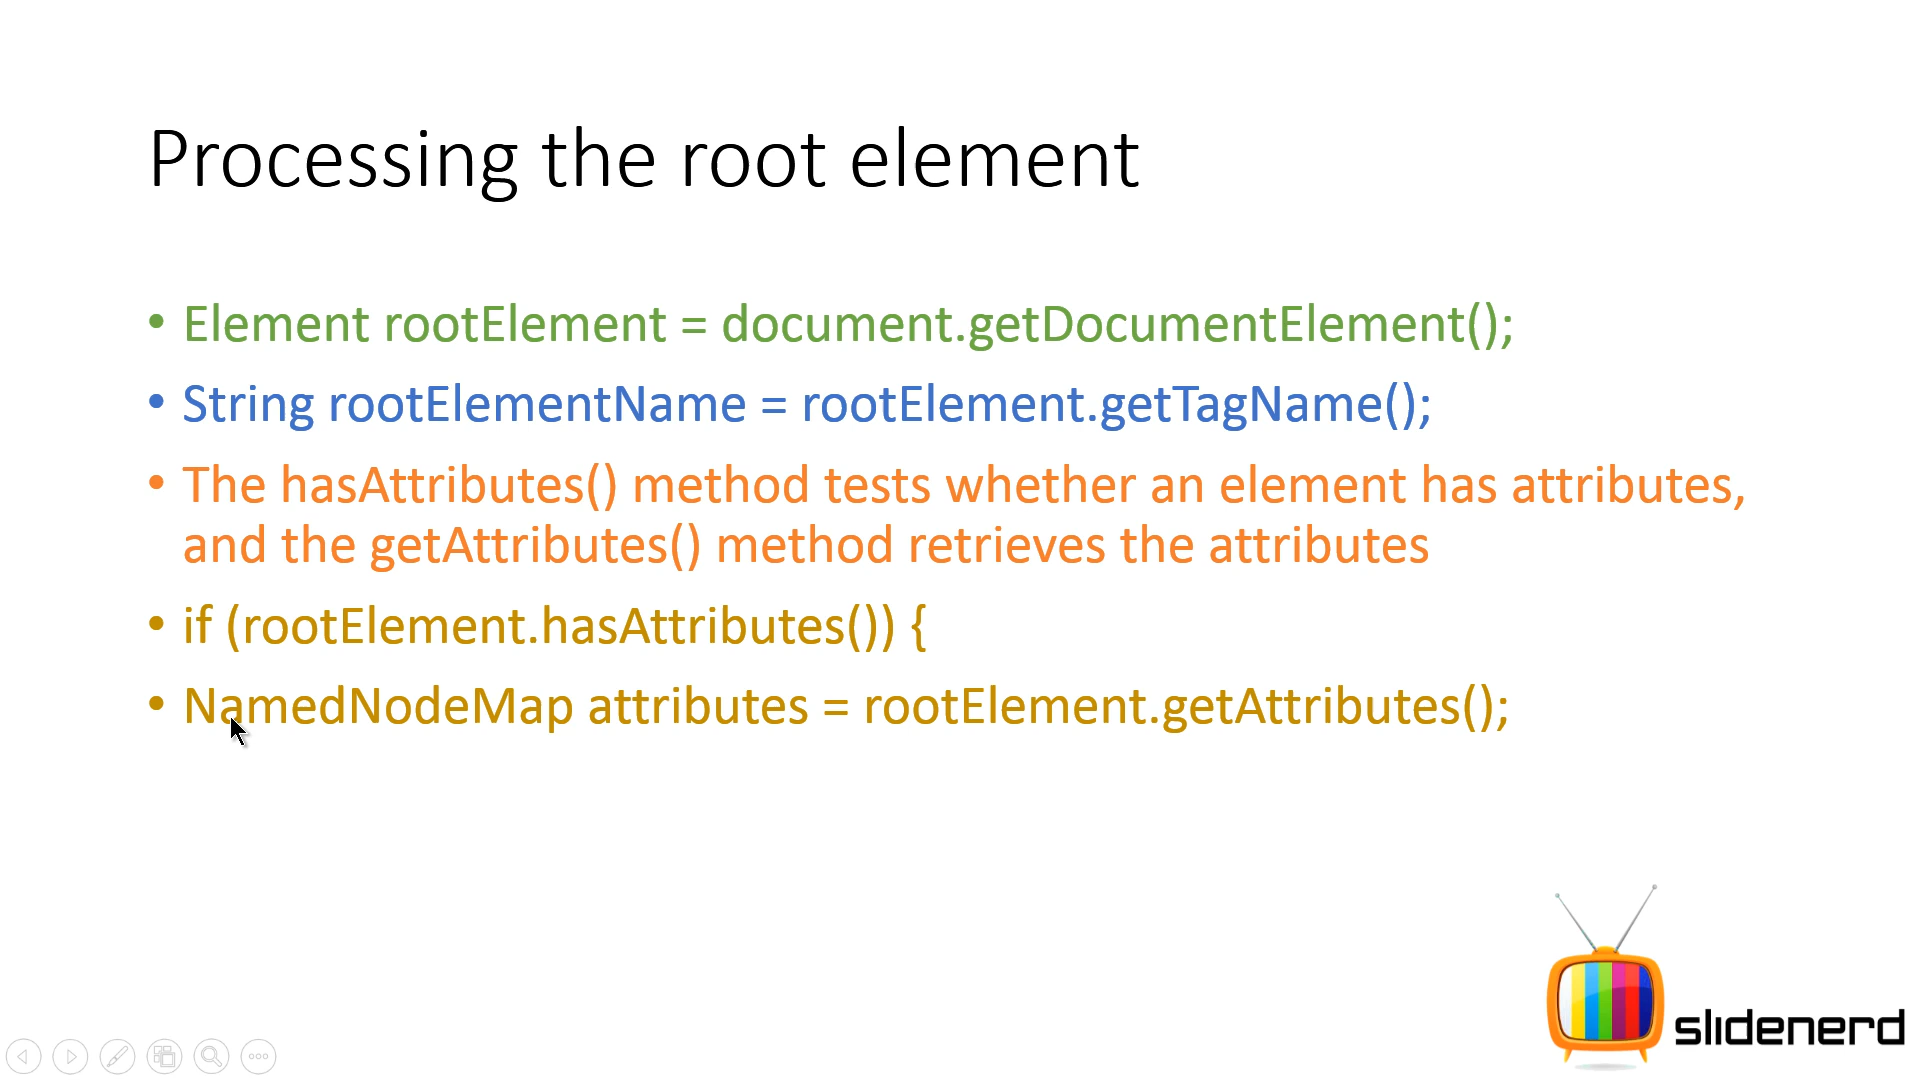 Processing the root element
• Element rootElement = document.getDocumentElement();
• String rootElementName = rootElement.getTagName();
• The hasAttributes() method tests whether an element has attributes,
and the getAttributes() method retrieves the attributes
• if (rootElement.hasAttributes()) {
• NamedNodeMap attributes = rootElement.getAttributes();
slidenerd